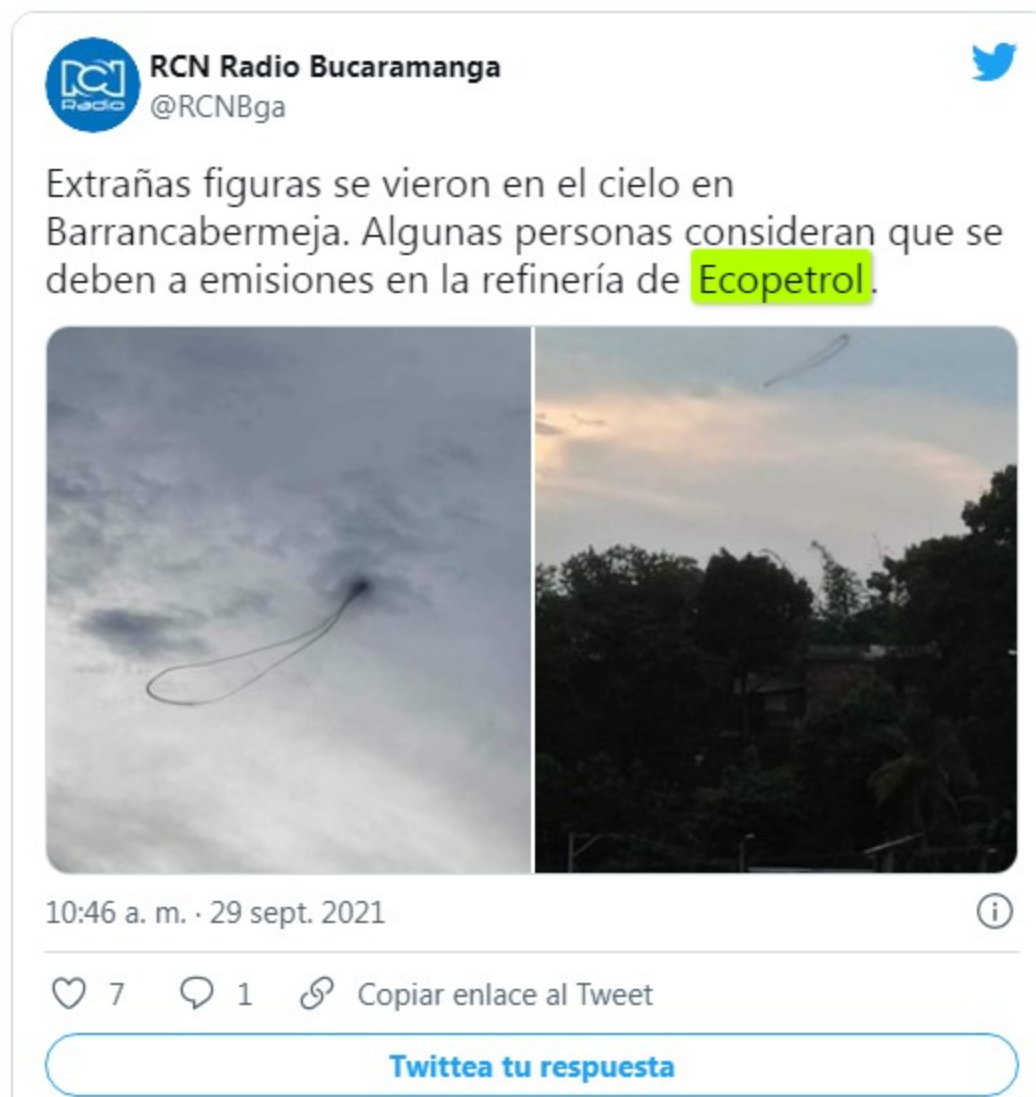 RCN Radio Bucaramanga
RCN
Radio
@RCNBga
Extrañas figuras se vieron en el cielo en
Barrancabermeja. Algunas personas consideran que se
deben a emisiones en la refinería de Ecopetrol.
10:46 a. m. · 29 sept. 2021
7 1 Copiar enlace al Tweet
Twittea tu respuesta